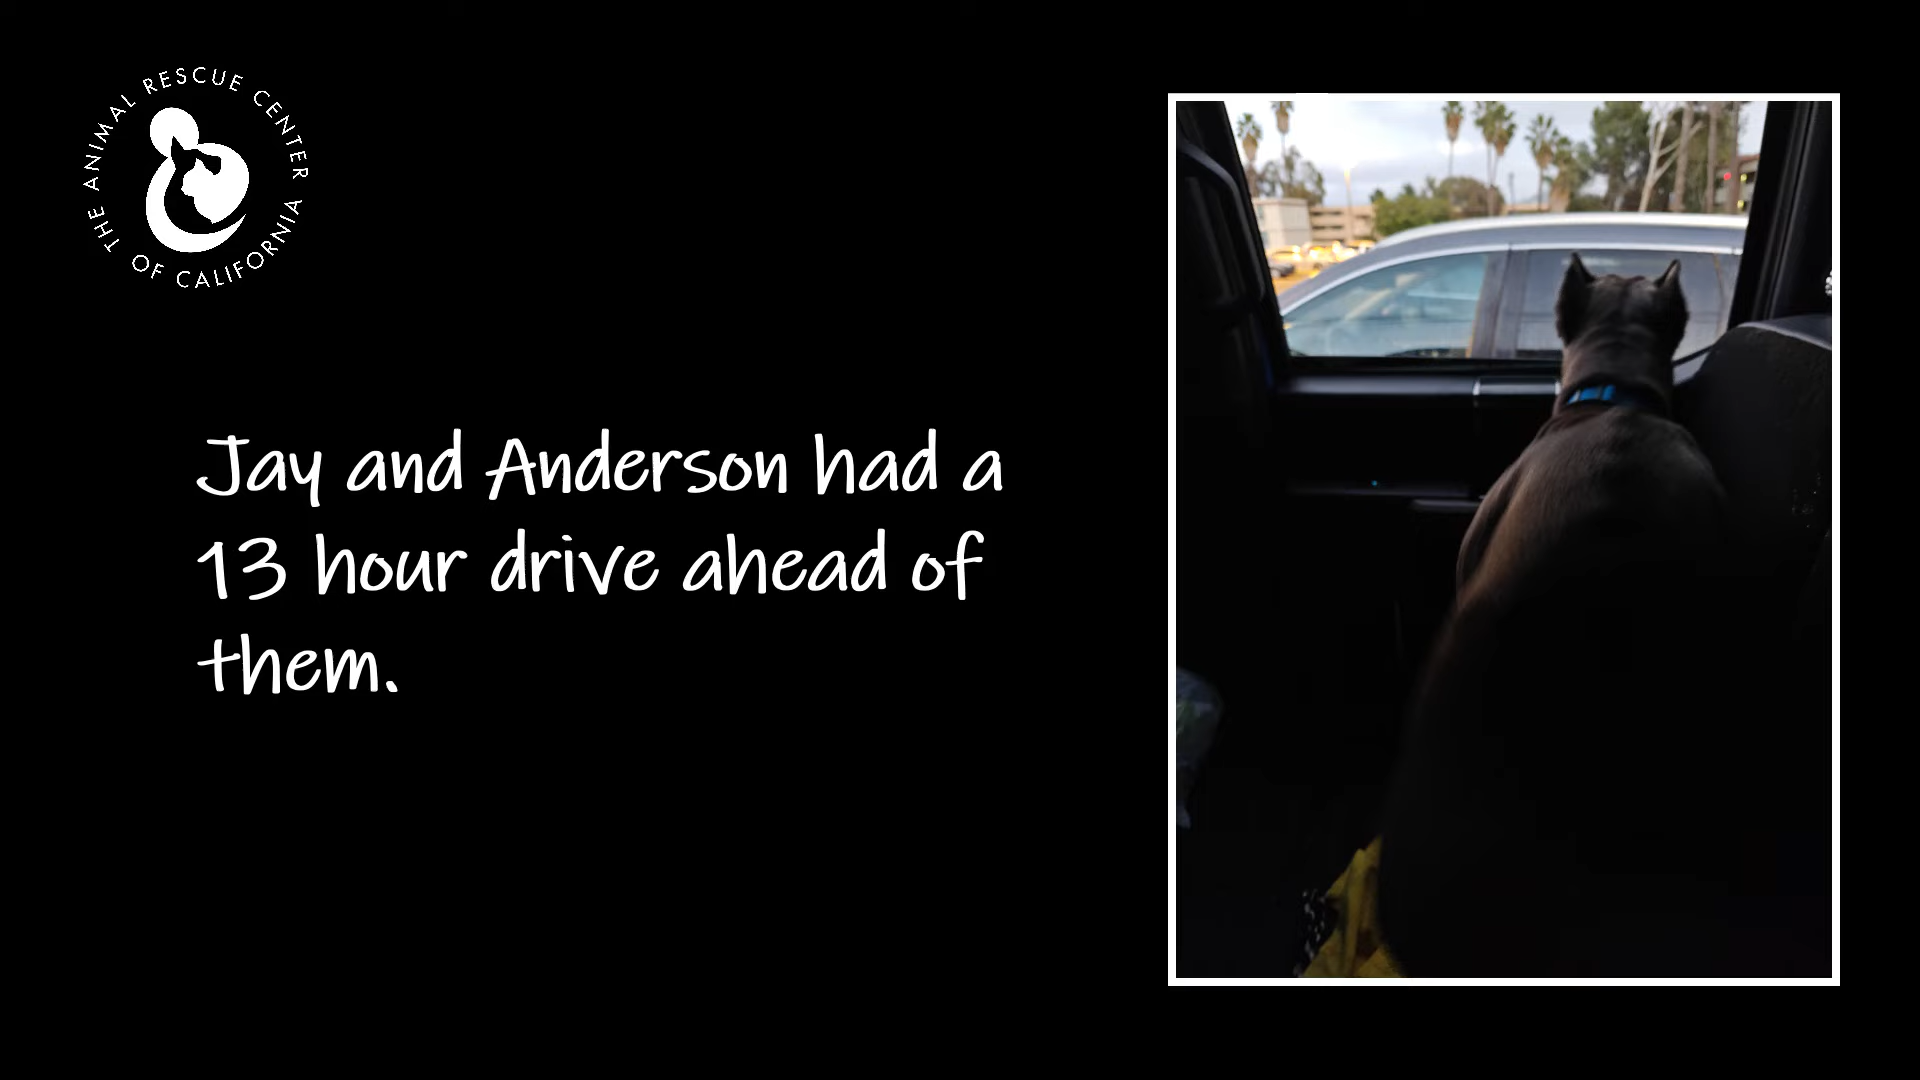 THE ANIMAL RESCUE CENTER
OF CALIFORNIA
Jay and Anderson had a
13 hour drive ahead of
them.